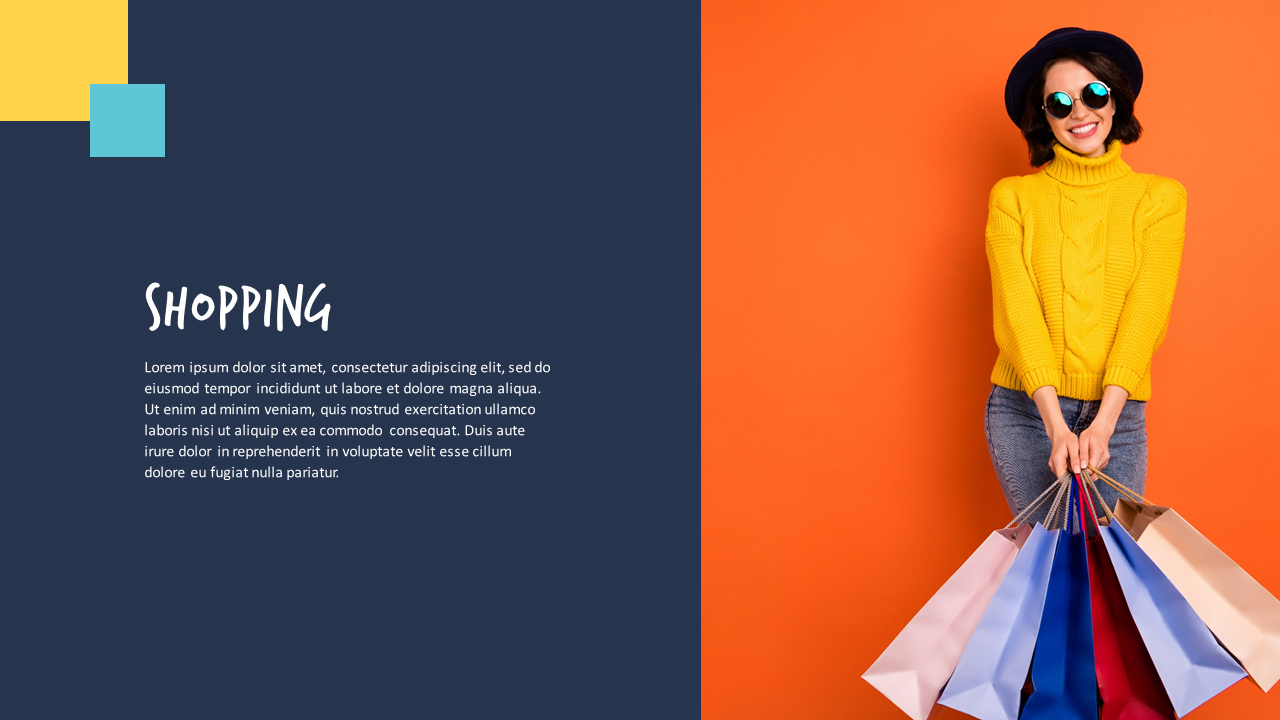 SHOPPING
Lorem ipsum dolor sit amet, consectetur adipiscing elit, sed do
eiusmod tempor incididunt ut labore et dolore magna aliqua.
Ut enim ad minim veniam, quis nostrud exercitation ullamco
laboris nisi ut aliquip ex ea commodo consequat. Duis aute
irure dolor in reprehenderit in voluptate velit esse cillum
dolore eu fugiat nulla pariatur.